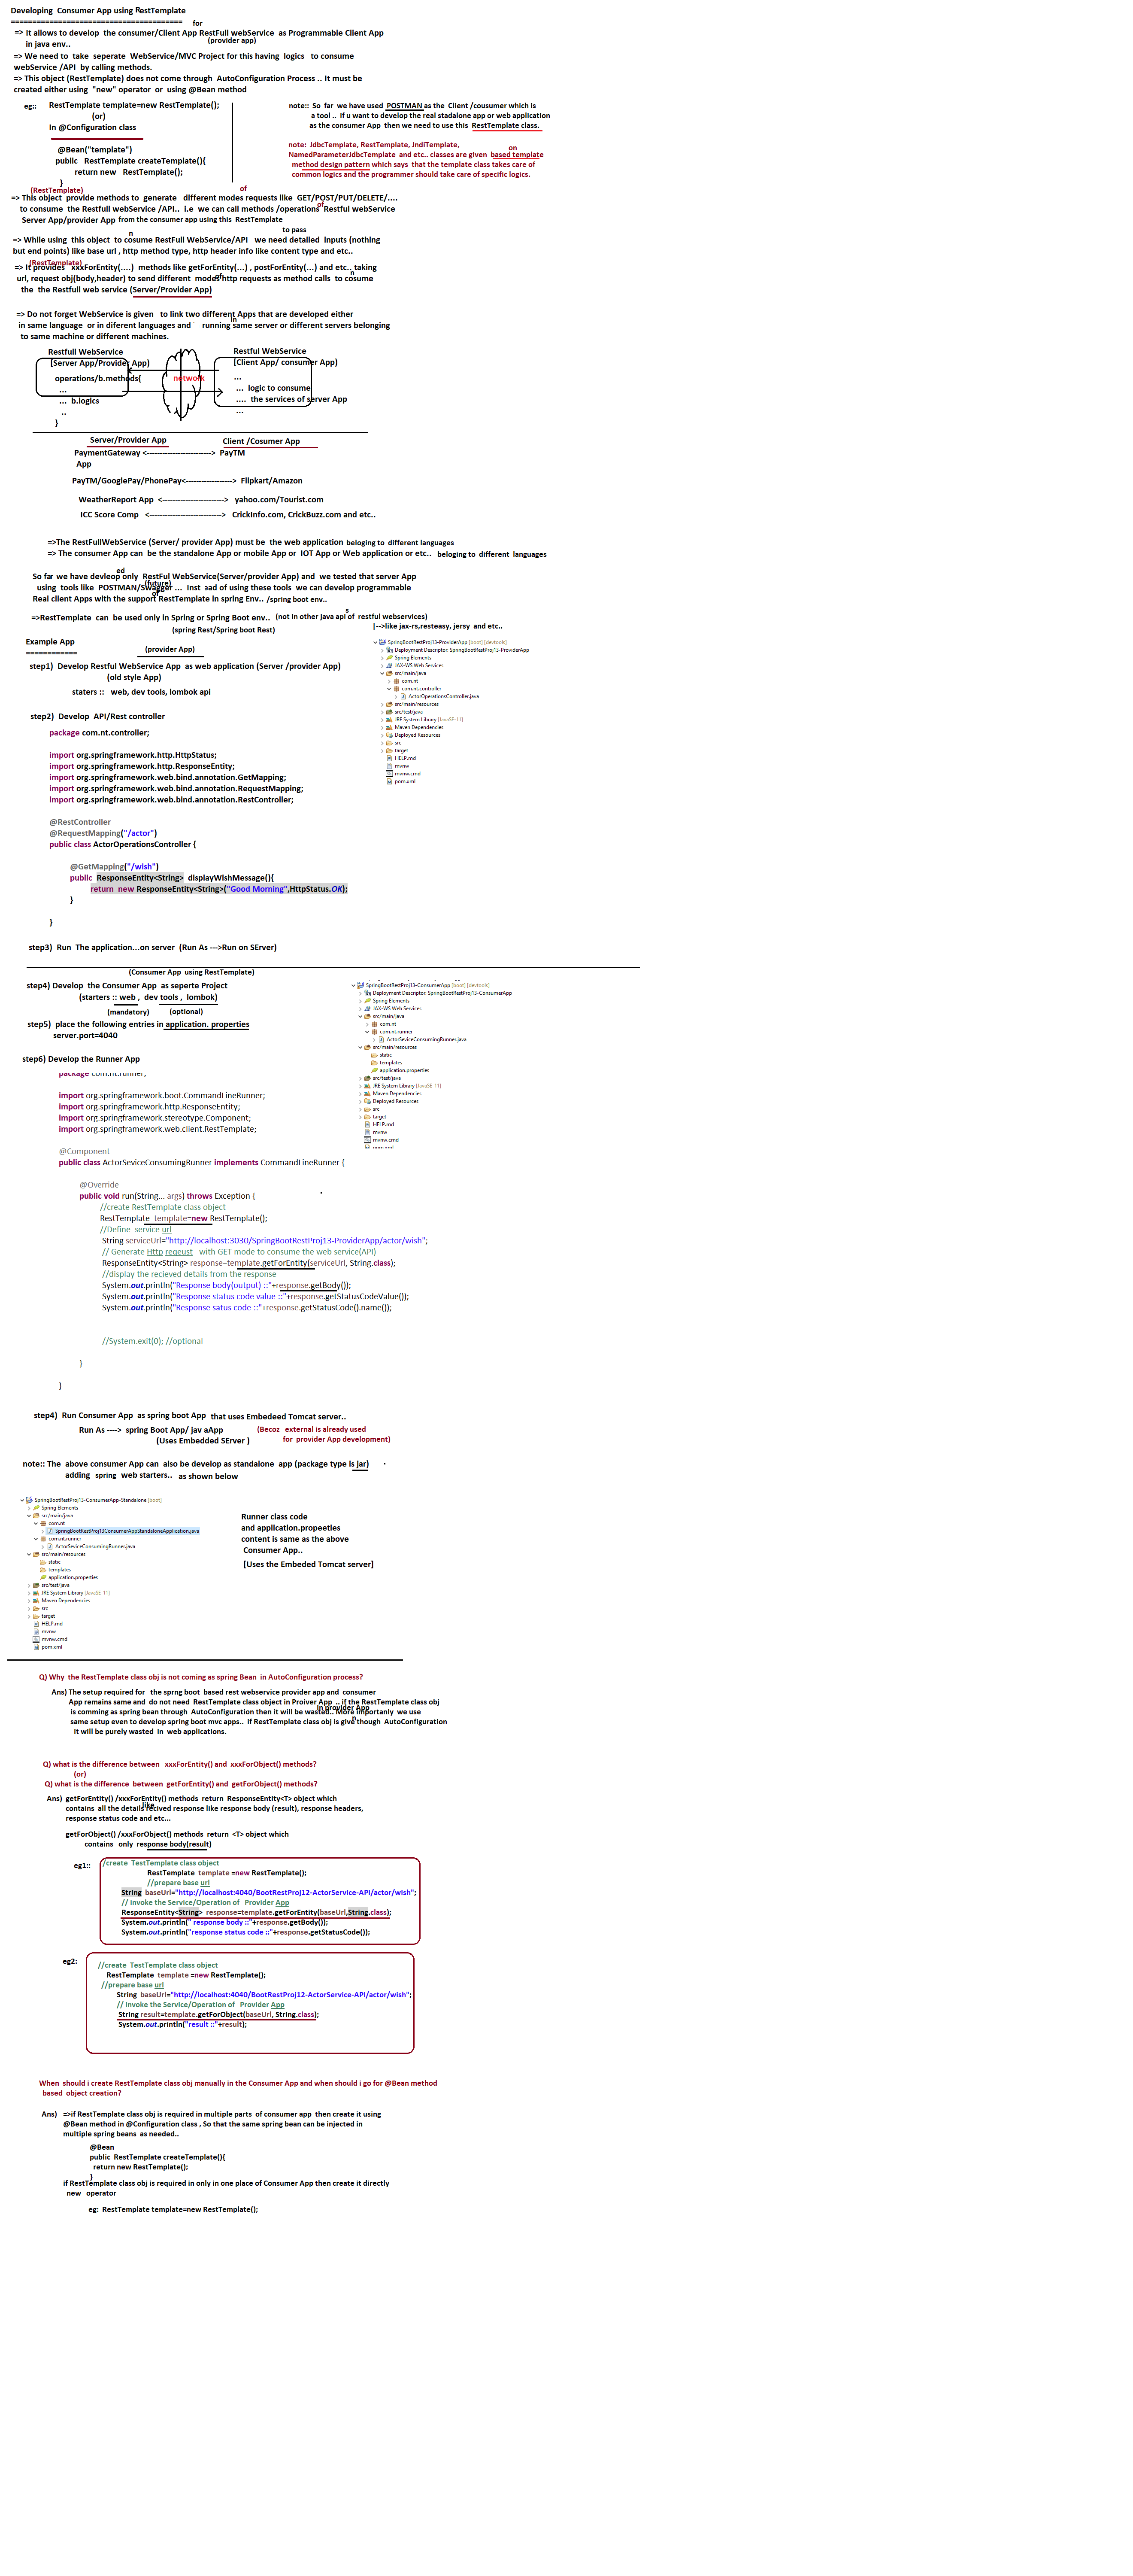 Developing  Consumer App using RestTemplate
========================================
for
=> It allows to develop  the consumer/Client App RestFull webService  as Programable Client App
(provider app)
in java env..
=> We need to  take  seperate  WebService/MVC Project for this having  logics   to consume
webService /API  by calling methods.
=> This object (RestTemplate) does not come through  AutoConfiguration Process .. It must be
created either using  "new" operator  or  using @Bean method
eg::
RestTemplate template=new RestTemplate();
(or)
In @Configuration class
@Bean("template")
public   RestTemplate createTemplate(){
return new   RestTemplate();
}
note:: So  far  we have used  POSTMAN as the  Client /cousumer which is
a tool ..  if u want to develop the real stadalone app or web application
as the consumer App  then we need to use this  RestTemplate class.
note:  JdbcTemplate, RestTemplate, JndiTemplate,
on
NamedParameterJdbcTemplate  and etc.. classes are given  based template
method design pattern which says  that the template class takes care of
common logics and the programmer should take care of specific logics.
(RestTemplate)
of
=> This object  provide methods to  generate   different modes requests like  GET/POST/PUT/DELETE/....
to consume  the Restfull webService /API..  i.e  we can call methods /operations  Restful webService
of
Server App/provider App  from the consumer app using this  RestTemplate
to pass
n
=> While using  this object  to cosume RestFull WebService/API   we need detailed  inputs (nothing
but end points) like base url , http method type, http header info like content type and etc..
(RestTemplate)
=> It provides   xxxForEntity(....)  methods like getForEntity(...) , postForEntity(...) and etc.. taking
url, request obj(body,header) to send different  modes http requests as method calls  to cosume
of
n
the  the Restfull web service (Server/Provider App)
=> Do not forget WebService is given   to link two different Apps that are developed either
in same language  or in diferent languages and    running same server or different servers belonging
in
to same machine or different machines.
Restfull WebService
[Server App/Provider App)
operations/b.methods{
...
...  b.logics
..
}
network
Restful WebService
[Client App/ consumer App)
...
...  logic to consume
....  the services of server App
...
Server/Provider App
Client /Cosumer App
PaymentGateway <------------------------->  PayTM
App
PayTM/GooglePay/PhonePay<------------------>  Flipkart/Amazon
WeatherReport App  <------------------------>   yahoo.com/Tourist.com
ICC Score Comp   <---------------------------->   CrickInfo.com, CrickBuzz.com and etc..
=>The RestFullWebService (Server/ provider App) must be  the web application  beloging to  different languages
=> The consumer App can  be the standalone App or mobile App or  IOT App or Web application or etc..   beloging to  different  languages
ed
So far we have devleop only  RestFul WebService(Server/provider App) and  we tested that server App
(future)
using  tools like  POSTMAN/Swagger ...  Instead of using these tools  we can develop programmable
of
Real client Apps with the support RestTemplate in spring Env.. /spring boot env..
=>RestTemplate  can  be used only in Spring or Spring Boot env..  (not in other java api of  restful webservices)
s
(spring Rest/Spring boot Rest)
|-->like jax-rs,resteasy, jersy  and etc..
Example App
============
(provider App)
step1)  Develop Restful WebService App  as web application (Server /provider App)
(old style App)
staters ::   web, dev tools, lombok api
step2)  Develop  API/Rest controller
package com.nt.controller;
import org.springframework.http.HttpStatus;
import org.springframework.http.ResponseEntity;
import org.springframework.web.bind.annotation.GetMapping;
import org.springframework.web.bind.annotation.RequestMapping;
import org.springframework.web.bind.annotation.RestController;
@RestController
@RequestMapping("/actor")
public class ActorOperationsController {
@GetMapping("/wish")
public  ResponseEntity<String>  displayWishMessage(){
return  new ResponseEntity<String>("Good Morning",HttpStatus.OK);
}
}
SpringBootRestProj13-ProviderApp [boot] [devtools]
Deployment Descriptor: SpringBootRestProj13-ProviderApp
Spring Elements
JAX-WS Web Services
src/main/java
com.nt
com.nt.controller
ActorOperationsController.java
src/main/resources
src/test/java
JRE System Library [JavaSE-11]
Maven Dependencies
Deployed Resources
src
target
HELP.md
mvnw
mvnw.cmd
pom.xml
step3)  Run  The application...on server  (Run As --->Run on SErver)
(Consumer App  using RestTemplate)
step4) Develop  the Consumer App  as seperte Project
(starters :: web ,  dev tools ,  lombok)
(mandatory)
(optional)
step5)  place the following entries in application. properties
server.port=4040
step6) Develop the Runner App
package com.nt.runner;
import org.springframework.boot.CommandLineRunner;
import org.springframework.http.ResponseEntity;
import org.springframework.stereotype.Component;
import org.springframework.web.client.RestTemplate;
@Component
public class ActorSeviceConsumingRunner implements CommandLineRunner {
@Override
public void run(String... args) throws Exception {
//create RestTemplate class object
RestTemplate  template=new RestTemplate();
//Define  service url
String serviceUrl="http://localhost:3030/SpringBootRestProj13-ProviderApp/actor/wish";
// Generate Http reqeust   with GET mode to consume the web service(API)
ResponseEntity<String> response=template.getForEntity(serviceUrl, String.class);
//display the recieved details from the response
System.out.println("Response body(output) ::"+response.getBody());
System.out.println("Response status code value ::"+response.getStatusCodeValue());
System.out.println("Response satus code ::"+response.getStatusCode().name());
//System.exit(0); //optional
}
}
SpringBootRestProj13-ConsumerApp [boot] [devtools]
Deployment Descriptor: SpringBootRestProj13-ConsumerApp
Spring Elements
JAX-WS Web Services
src/main/java
com.nt
com.nt.runner
ActorSeviceConsumingRunner.java
src/main/resources
static
templates
application.properties
src/test/java
JRE System Library [JavaSE-11]
Maven Dependencies
Deployed Resources
src
target
HELP.md
mvnw
mvnw.cmd
pom.xml
step4)  Run Consumer App  as spring boot App  that uses Embedeed Tomcat server..
Run As ---->  spring Boot App/ jav aApp
(Uses Embedded SErver )
(Becoz   external is already used
for  provider App development)
note:: The  above consumer App can  also be develop as standalone  app (package type is jar)
adding   spring  web starters..   as shown below
SpringBootRestProj13-ConsumerApp-Standalone [boot]
Spring Elements
src/main/java
com.nt
SpringBootRestProj13ConsumerAppStandaloneApplication.java
com.nt.runner
ActorSeviceConsumingRunner.java
src/main/resources
static
templates
application.properties
src/test/java
JRE System Library [JavaSE-11]
Maven Dependencies
src
target
HELP.md
mvnw
mvnw.cmd
pom.xml
Runner class code
and application.propeeties
content is same as the above
Consumer App..
[Uses the Embeded Tomcat server]
Q) Why  the RestTemplate class obj is not coming as spring Bean  in AutoConfiguration process?
Ans) The setup required for   the sprng boot  based rest webservice provider app and  consumer
App remains same and  do not need  RestTemplate class object in Proiver App  .. if the RestTemplate class obj
in provider App
is comming as spring bean through  AutoConfiguration then it will be wasted.. More importanly  we use
same setup even to develop spring boot mvc apps..  if RestTemplate class obj is give though  AutoConfiguration
n
it will be purely wasted  in  web applications.
Q) what is the difference between   xxxForEntity() and  xxxForObject() methods?
(or)
Q) what is the difference  between  getForEntity() and  getForObject() methods?
Ans)  getForEntity() /xxxForEntity() methods  return  ResponseEntity<T> object which
like
contains  all the details recived response like response body (result), response headers,
response status code and etc...
getForObject() /xxxForObject() methods  return  <T> object which
contains   only  response body(result)
eg1::
/create  TestTemplate class object
RestTemplate  template =new RestTemplate();
//prepare base url
String  baseUrl="http://localhost:4040/BootRestProj12-ActorService-API/actor/wish";
// invoke the Service/Operation of   Provider App
ResponseEntity<String>  response=template.getForEntity(baseUrl,String.class);
System.out.println(" response body ::"+response.getBody());
System.out.println("response status code ::"+response.getStatusCode());
eg2:
//create  TestTemplate class object
RestTemplate  template =new RestTemplate();
//prepare base url
String  baseUrl="http://localhost:4040/BootRestProj12-ActorService-API/actor/wish";
// invoke the Service/Operation of   Provider App
String result=template.getForObject(baseUrl, String.class);
System.out.println("result ::"+result);
When  should i create RestTemplate class obj manually in the Consumer App and when should i go for @Bean method
based  object creation?
Ans)   =>if RestTemplate class obj is required in multiple parts  of consumer app  then create it using
@Bean method in @Configuration class , So that the same spring bean can be injected in
multiple spring beans  as needed..
@Bean
public  RestTemplate createTemplate(){
return new RestTemplate();
}
if RestTemplate class obj is required in only in one place of Consumer App then create it directly
new   operator
eg:  RestTemplate template=new RestTemplate();